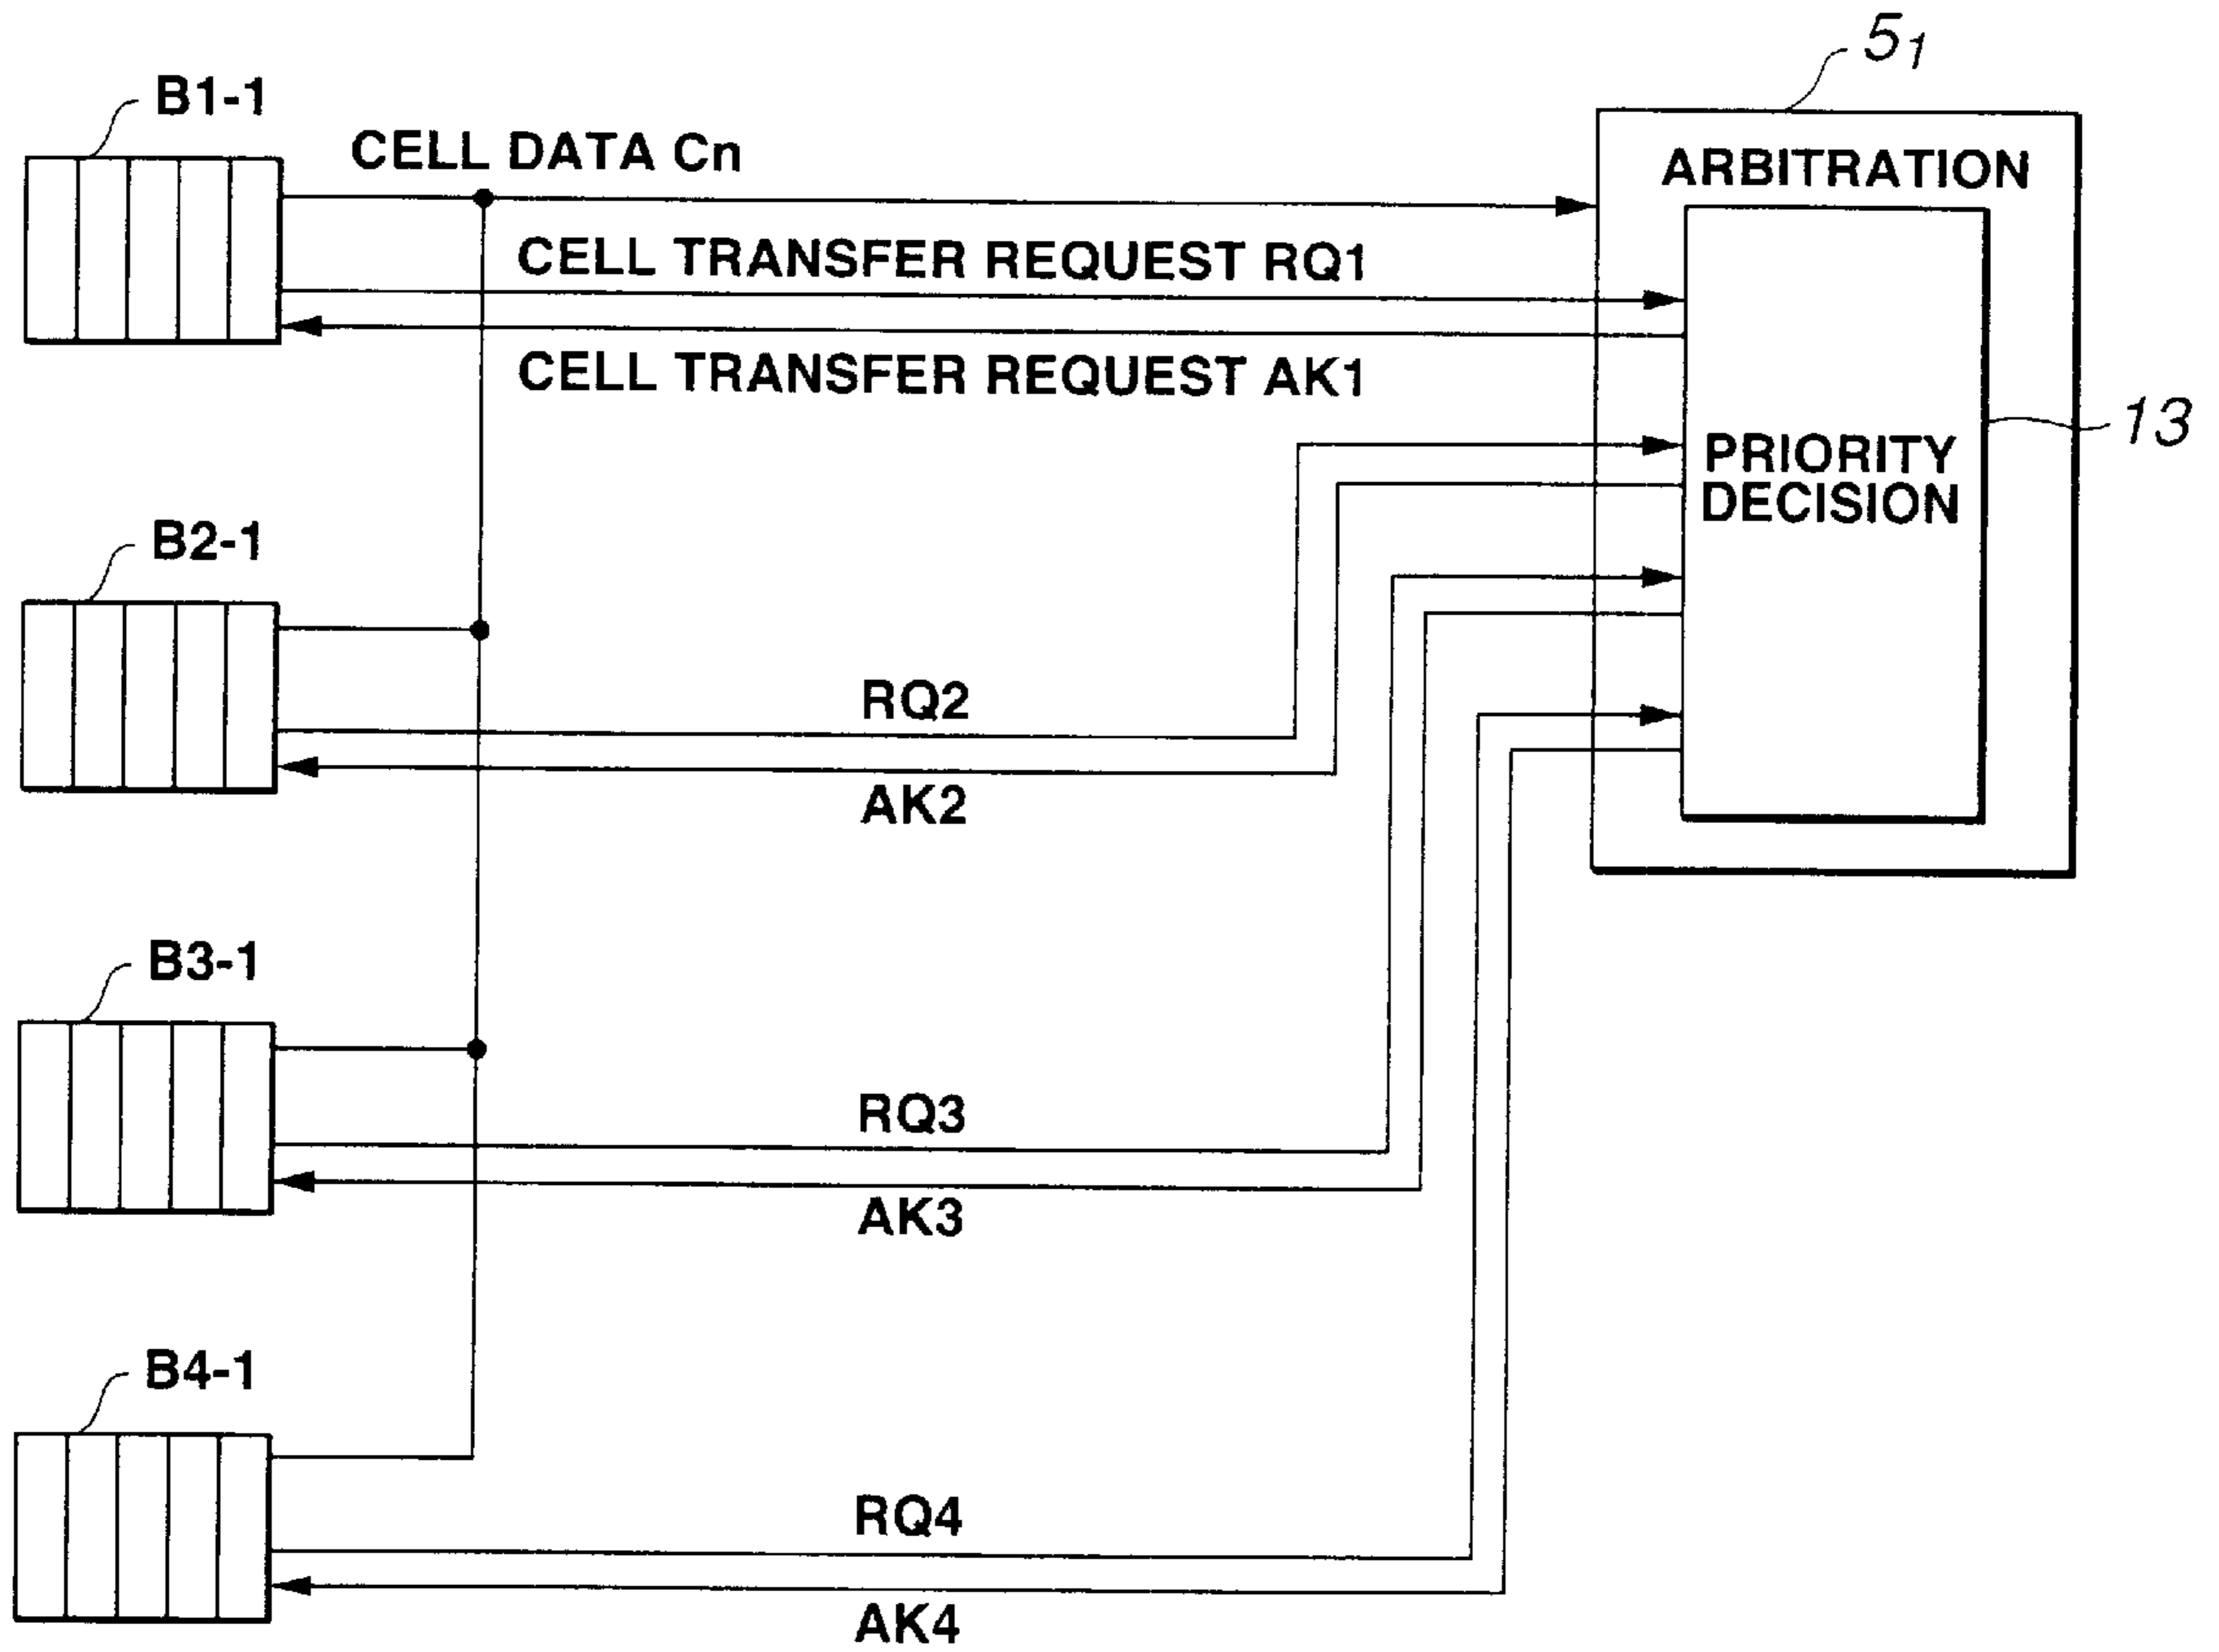 5₁
B1-1
CELL DATA Cn
ARBITRATION
CELL TRANSFER REQUEST RQ1
CELL TRANSFER REQUEST AK1
13
PRIORITY
DECISION
B2-1
RQ2
AK2
B3-1
RQ3
AK3
B4-1
RQ4
AK4